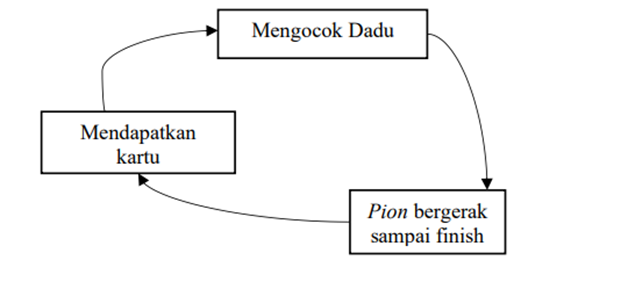 Mengocok Dadu
Mendapatkan
kartu
Pion bergerak
sampai finish